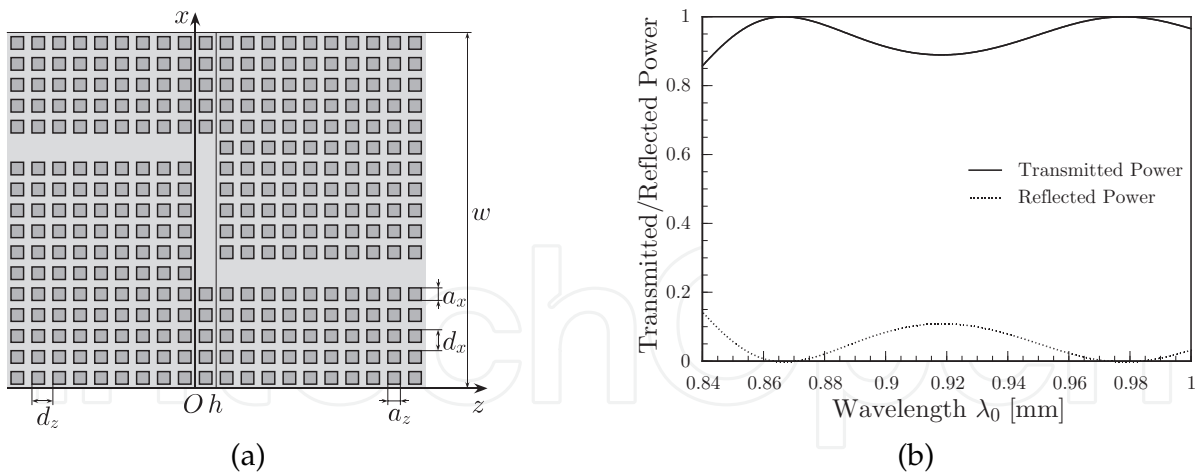 x
w
a_x
d_x
O h
z
d_z
a_z
(a)
Transmitted/Reflected Power
1
0.8
0.6
0.4
0.2
0
Transmitted Power
Reflected Power
0.84 0.86 0.88 0.9 0.92 0.94 0.96 0.98 1
Wavelength λ₀ [mm]
(b)